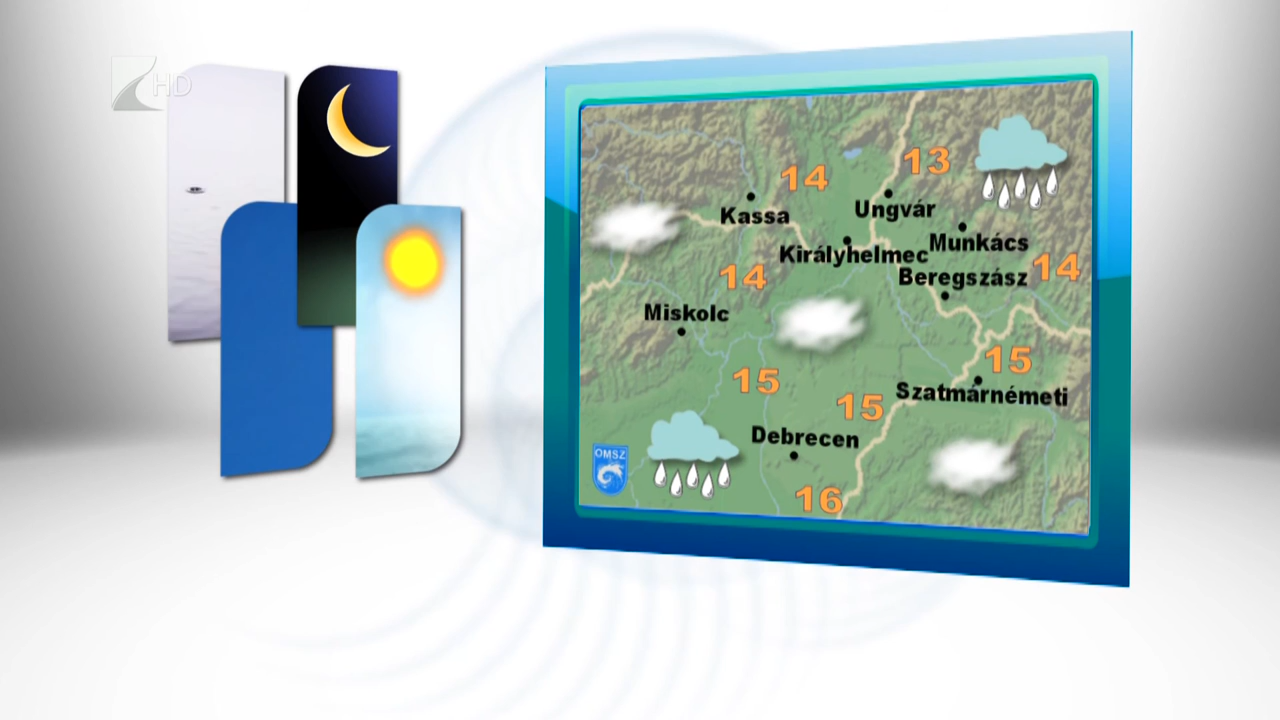 HD
13
14
Kassa
Ungvár
Munkács
Királyhelmec
14
Beregszász
14
Miskolc
15
15
Szatmárnémeti
15
Debrecen
OMSZ
16